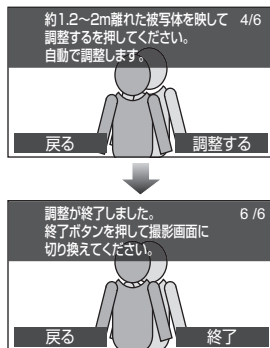 約1.2～2m離れた被写体を映して 4/6
調整するを押してください。
自動で調整します。
戻る 調整する
調整が終了しました。 6 /6
終了ボタンを押して撮影画面に
切り換えてください。
戻る 終了